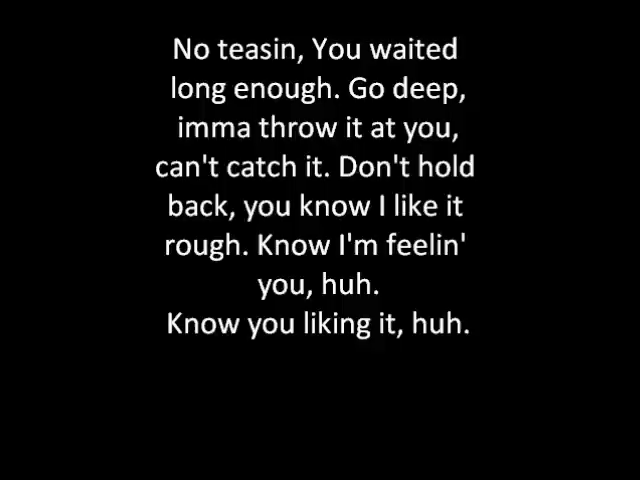 No teasin, You waited
long enough. Go deep,
imma throw it at you,
can't catch it. Don't hold
back, you know I like it
rough. Know I'm feelin'
you, huh.
Know you liking it, huh.